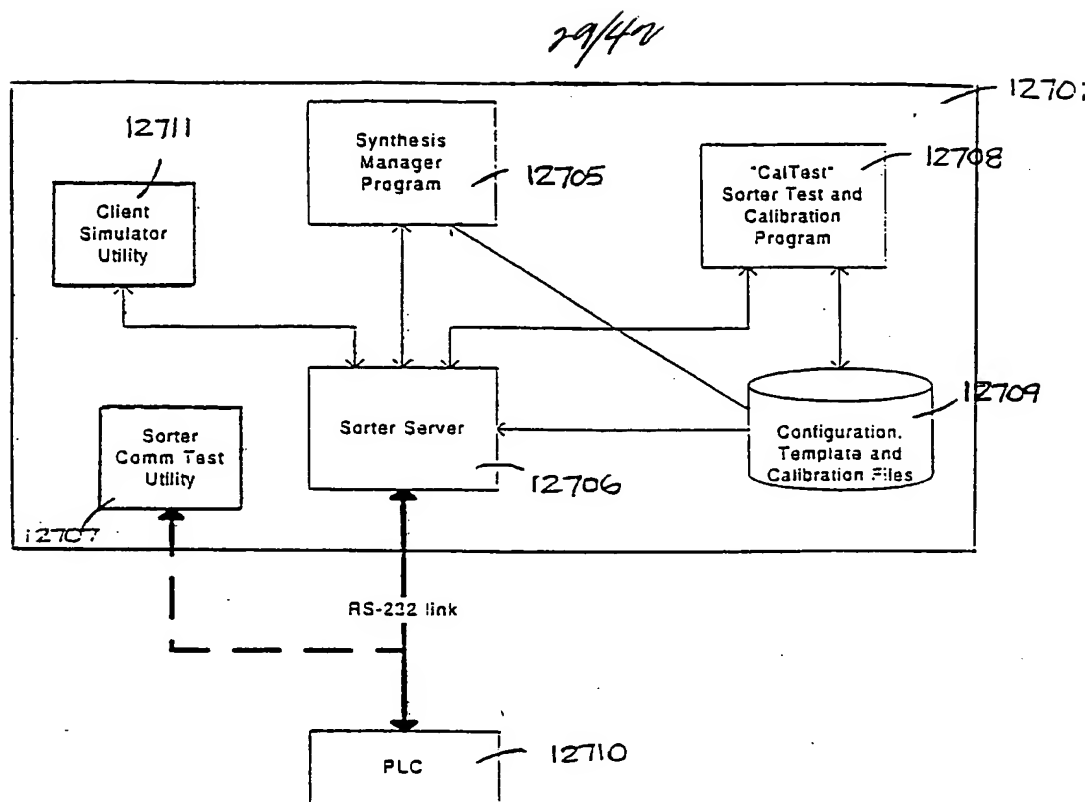 29/42
12711
Synthesis
Manager
Program
12705
"CalTest"
Sorter Test and
Calibration
Program
12708
Client
Simulator
Utility
Sorter
Comm Test
Utility
12707
Sorter Server
12706
Configuration,
Template and
Calibration Files
12709
RS-232 link
PLC
12710